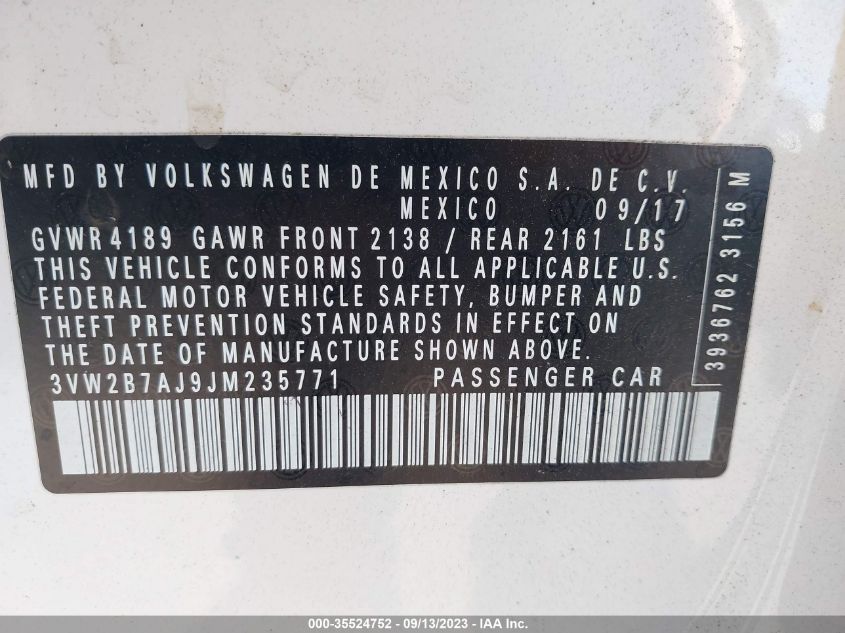 MFD BY VOLKSWAGEN DE MEXICO S.A. DE C.V.
MEXICO 09/17
GVWR 4189 GAWR FRONT 2138 / REAR 2161 LBS
THIS VEHICLE CONFORMS TO ALL APPLICABLE U.S.
FEDERAL MOTOR VEHICLE SAFETY, BUMPER AND
THEFT PREVENTION STANDARDS IN EFFECT ON
THE DATE OF MANUFACTURE SHOWN ABOVE.
3VW2B7AJ9JM235771 PASSENGER CAR
3936762 3156 M
000-35524752 - 09/13/2023 - IAA Inc.